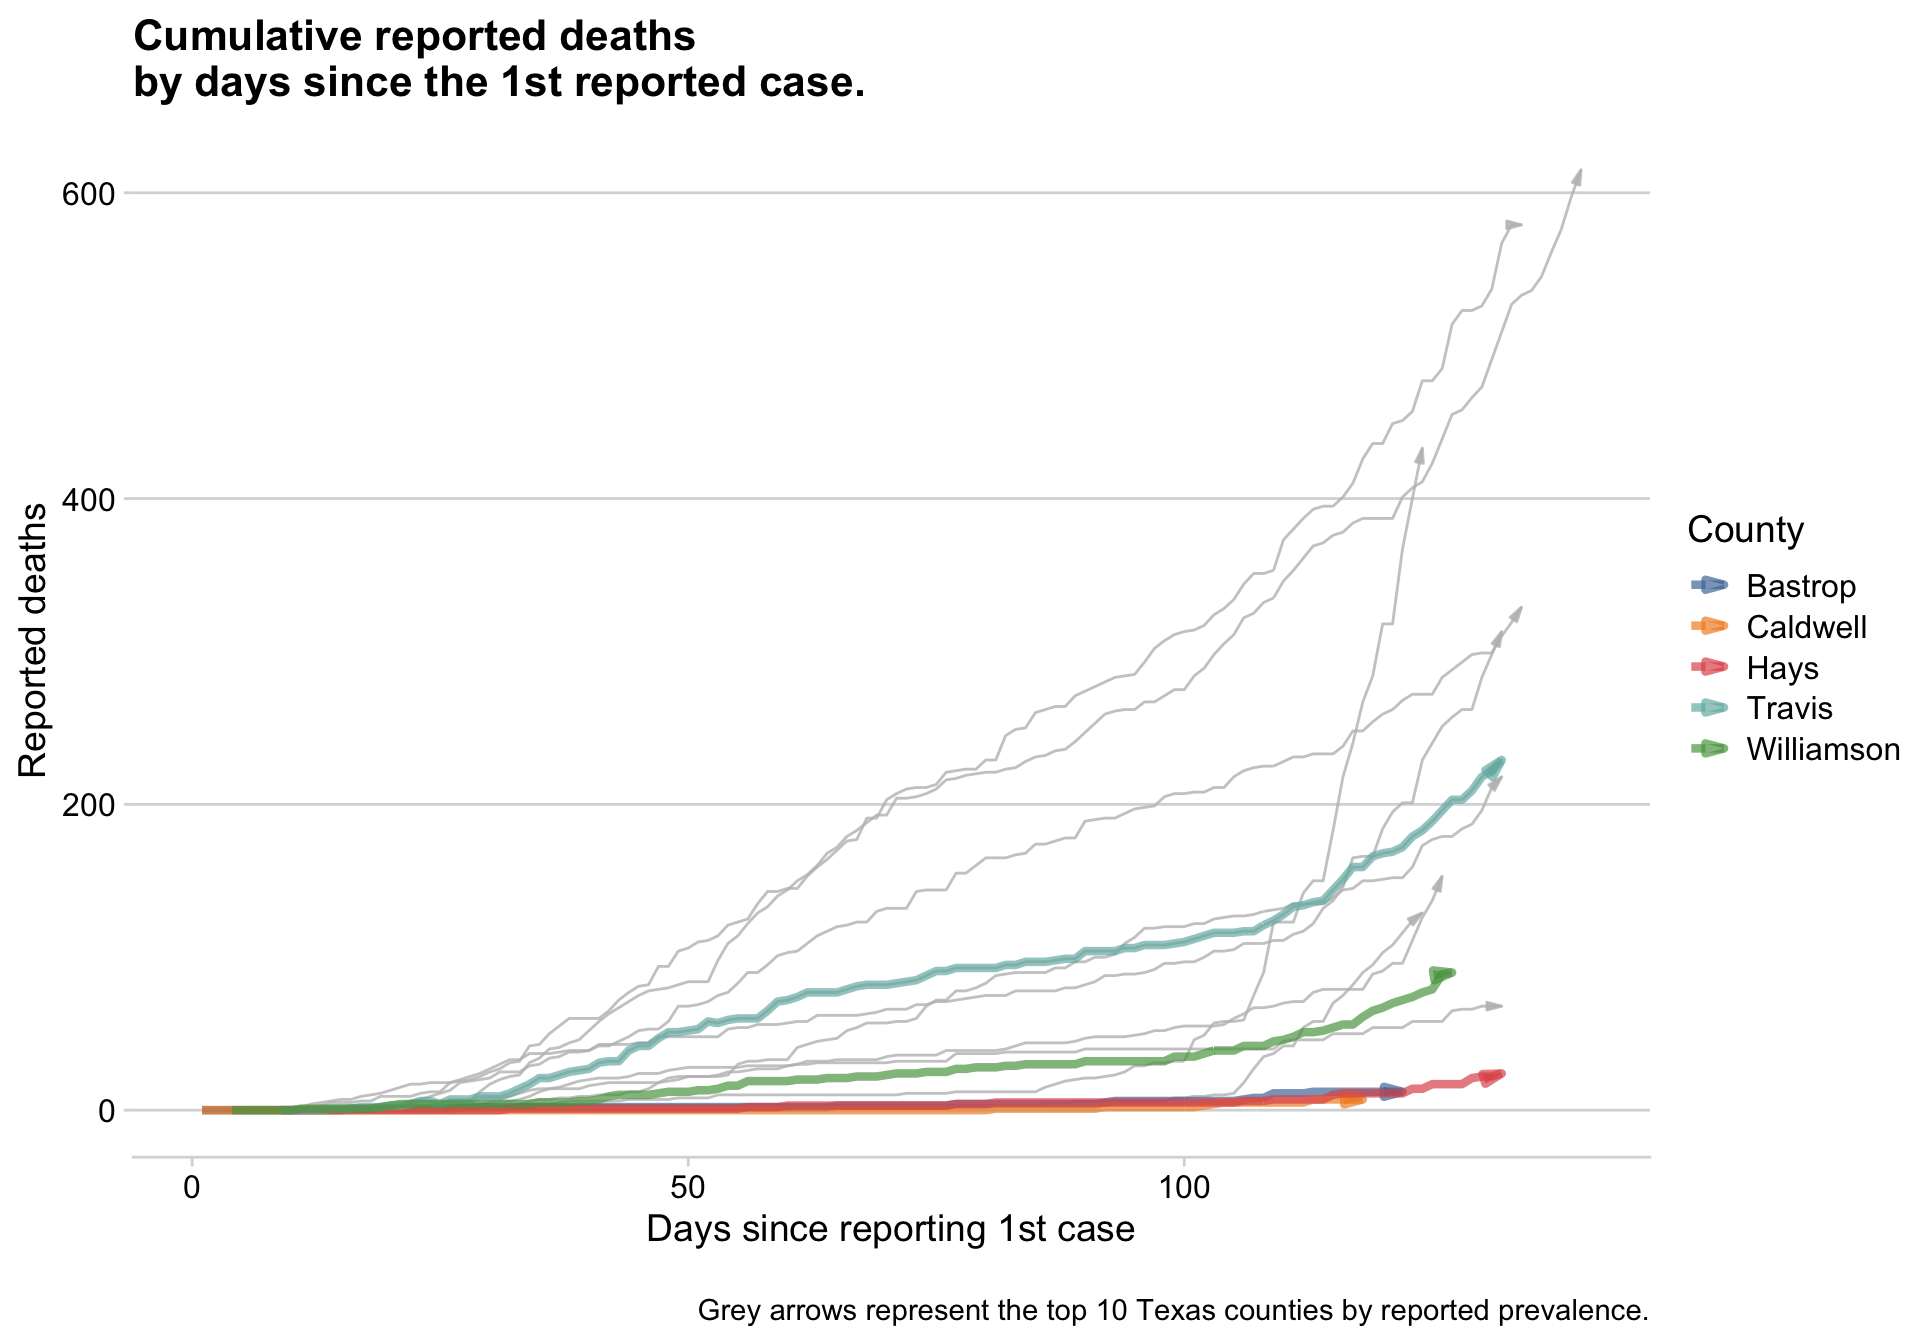 Cumulative reported deaths
by days since the 1st reported case.
600
400
200
0
Reported deaths
0 50 100
Days since reporting 1st case
County
Bastrop
Caldwell
Hays
Travis
Williamson
Grey arrows represent the top 10 Texas counties by reported prevalence.